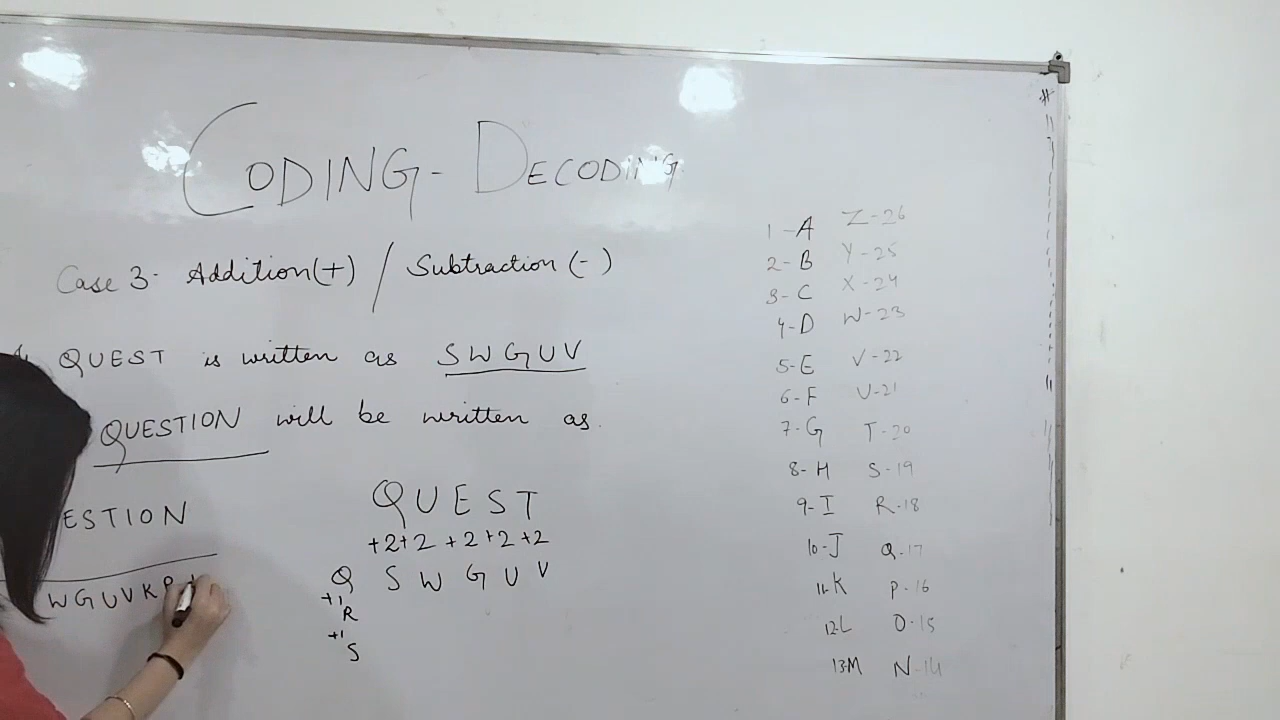 CODING-DECODING
Case 3- Addition(+) / Subtraction (-)
QUEST is written as SWGUV
QUESTION will be written as.
ESTION
WGUVK
QUEST
+2+2+2+2+2
SWGUV
Q
+1
R
+1
S
1-A Z-26
2-B Y-25
3-C X-24
4-D W-23
5-E V-22
6-F U-21
7-G T-20
8-H S-19
9-I R-18
10-J Q-17
11-K P-16
12-L O-15
13-M N-14